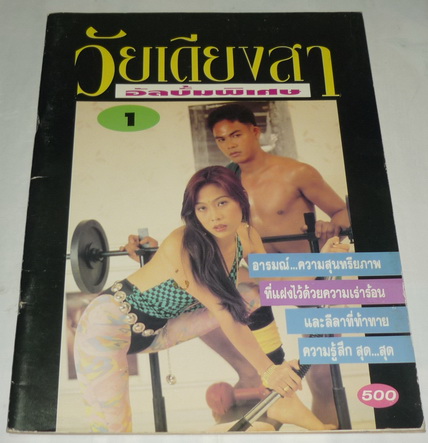 วัยเดียงสา
อัลบั้มพิเศษ
1
อารมณ์...ความสุนทรียภาพ
ที่แฝงไว้ด้วยความเร่าร้อน
และลีลาที่ท้าทาย
ความรู้สึก สุด...สุด
500